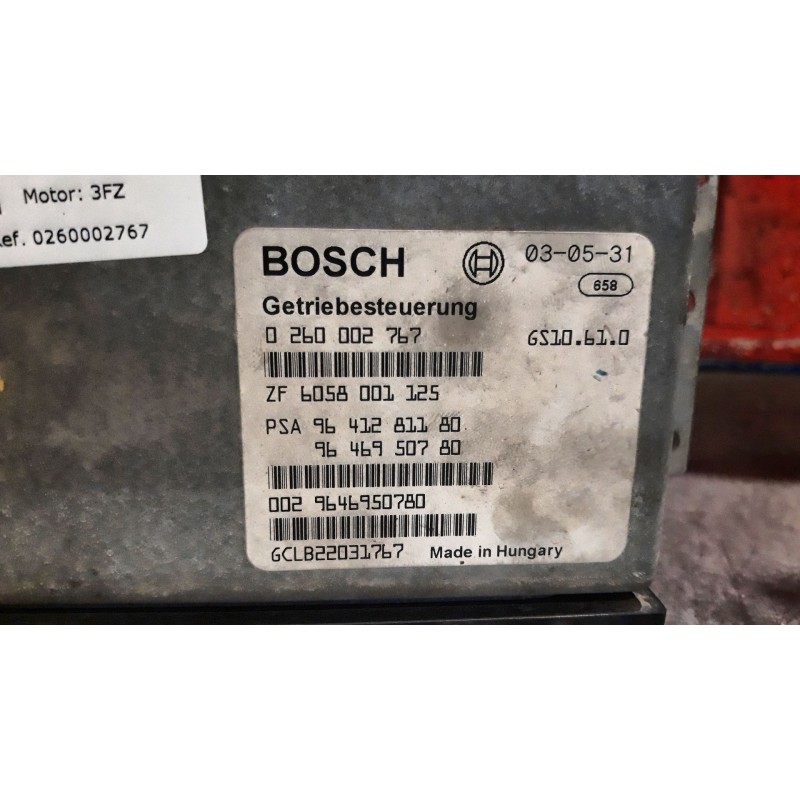 Motor: 3FZ
ef. 0260002767
BOSCH 03-05-31
658
Getriebesteuerung
0 260 002 767 GS10.61.0
ZF 6058 001 125
PSA 96 412 811 80
96 469 507 80
002 9646950780
GCLB22031767 Made in Hungary